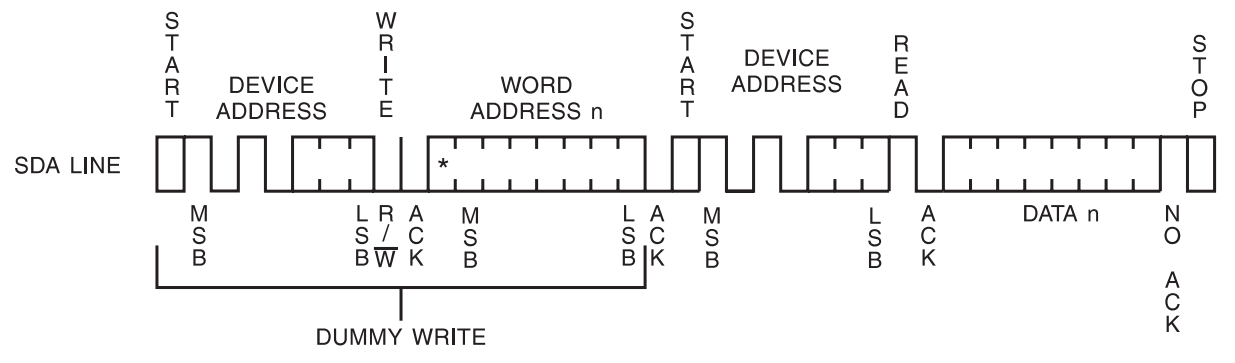 START
WRITE
START
READ
STOP
DEVICE
ADDRESS
WORD
ADDRESS n
DEVICE
ADDRESS
SDA LINE
*
MSB
LSB
R/W
ACK
MSB
LSB
ACK
MSB
LSB
ACK
DATA n
NO ACK
DUMMY WRITE